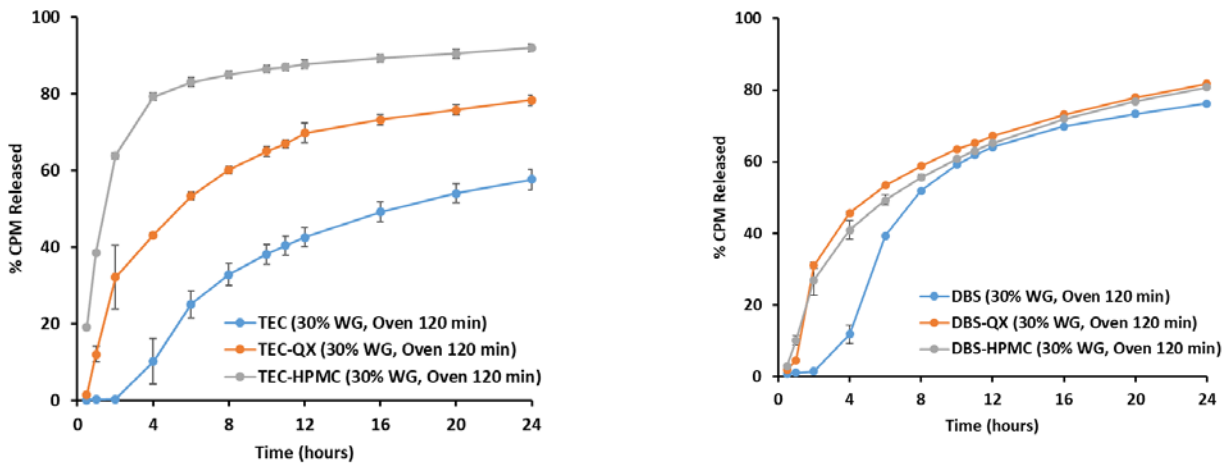 100
80
60
40
20
0
% CPM Released
0 4 8 12 16 20 24
Time (hours)
TEC (30% WG, Oven 120 min)
TEC-QX (30% WG, Oven 120 min)
TEC-HPMC (30% WG, Oven 120 min)
100
80
60
40
20
0
% CPM Released
0 4 8 12 16 20 24
Time (hours)
DBS (30% WG, Oven 120 min)
DBS-QX (30% WG, Oven 120 min)
DBS-HPMC (30% WG, Oven 120 min)